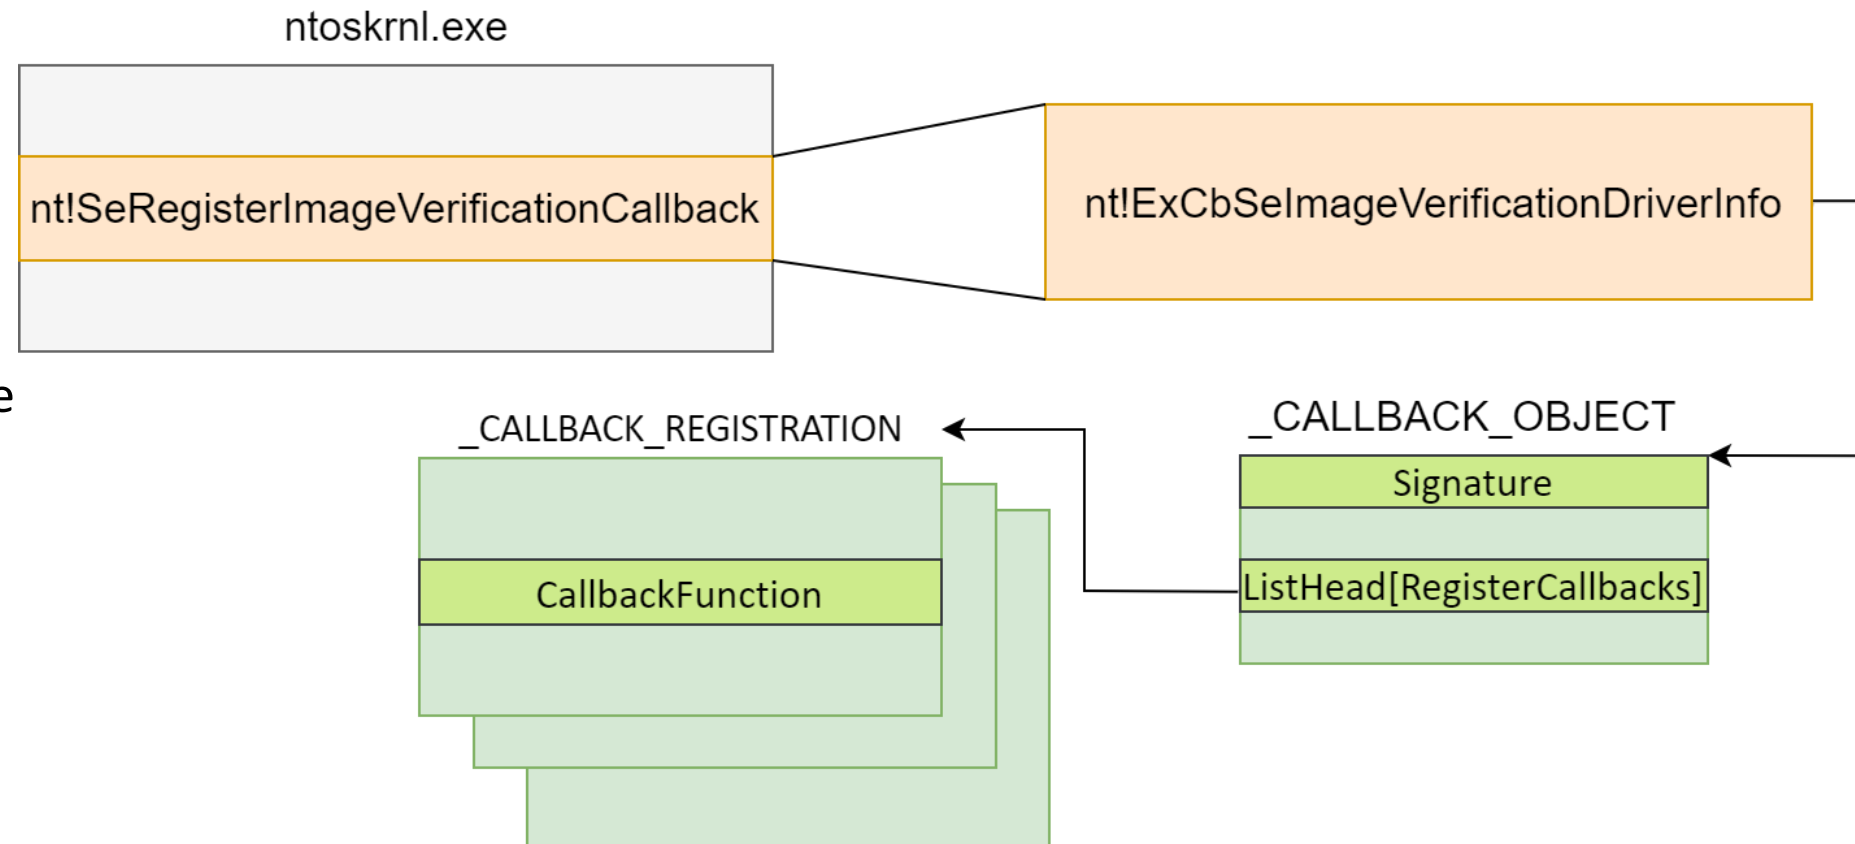 ntoskrnl.exe
nt!SeRegisterImageVerificationCallback
nt!ExCbSeImageVerificationDriverInfo
e
_CALLBACK_REGISTRATION
_CALLBACK_OBJECT
Signature
CallbackFunction
ListHead[RegisterCallbacks]